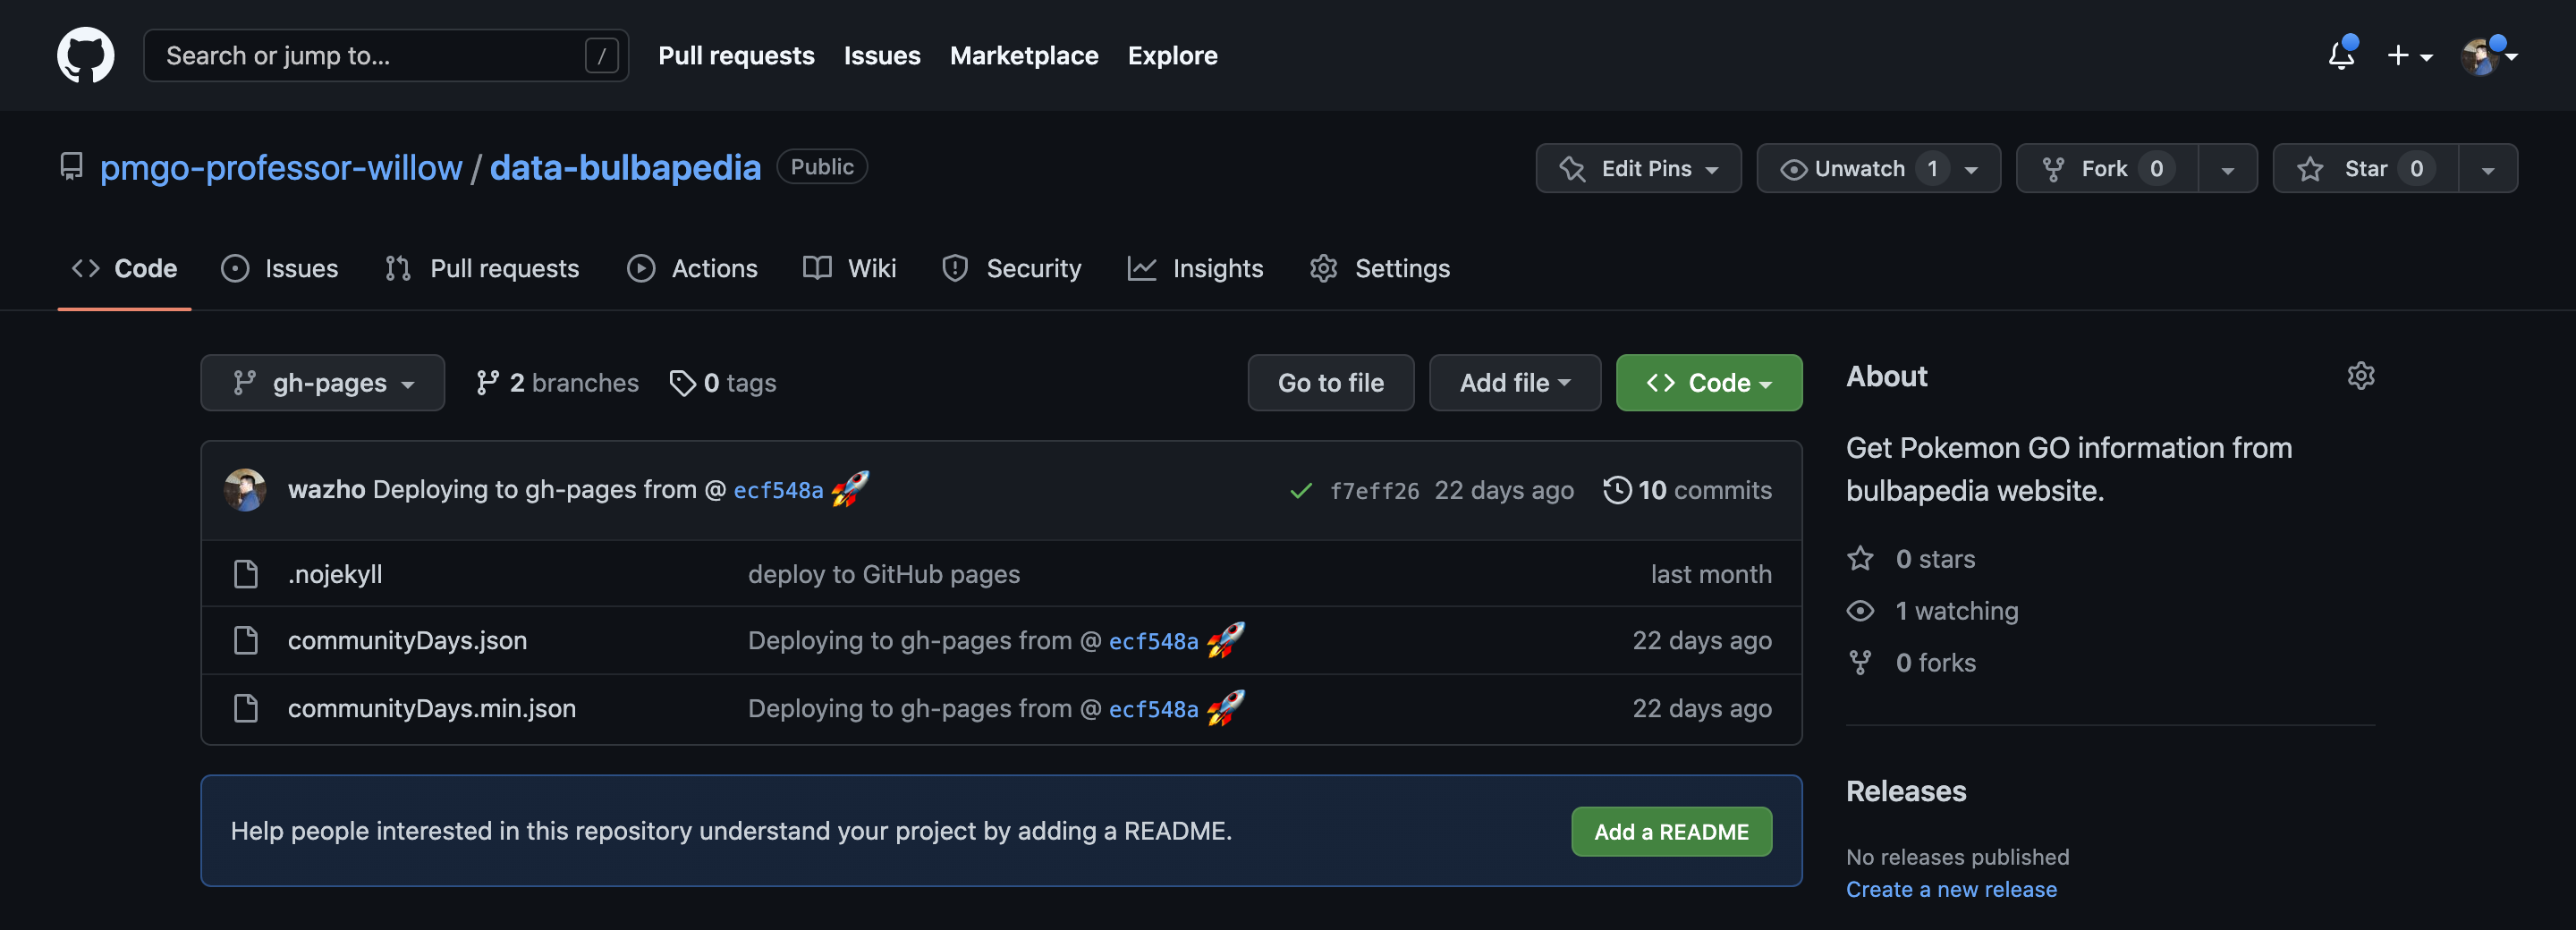 Search or jump to... /
Pull requests Issues Marketplace Explore
pmgo-professor-willow / data-bulbapedia Public
Edit Pins Unwatch 1 Fork 0 Star 0
Code Issues Pull requests Actions Wiki Security Insights Settings
gh-pages 2 branches 0 tags Go to file Add file Code
wazho Deploying to gh-pages from @ ecf548a 🚀 f7eff26 22 days ago 10 commits
.nojekyll deploy to GitHub pages last month
communityDays.json Deploying to gh-pages from @ ecf548a 🚀 22 days ago
communityDays.min.json Deploying to gh-pages from @ ecf548a 🚀 22 days ago
Help people interested in this repository understand your project by adding a README. Add a README
About
Get Pokemon GO information from
bulbapedia website.
0 stars
1 watching
0 forks
Releases
No releases published
Create a new release